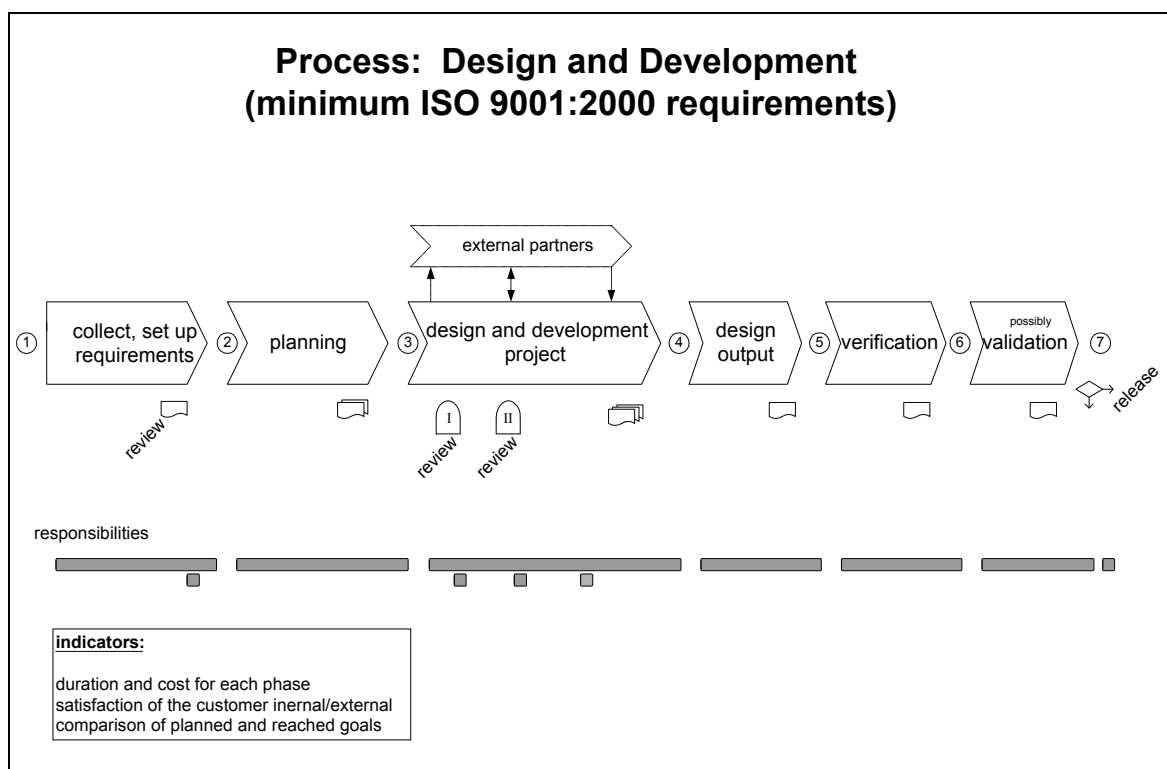 Process: Design and Development
(minimum ISO 9001:2000 requirements)
external partners
1
collect, set up
requirements
2
planning
3
design and development
project
4
design
output
5
verification
6
possibly
validation
7
review
I
review
II
review
release
responsibilities
indicators:
duration and cost for each phase
satisfaction of the customer inernal/external
comparison of planned and reached goals